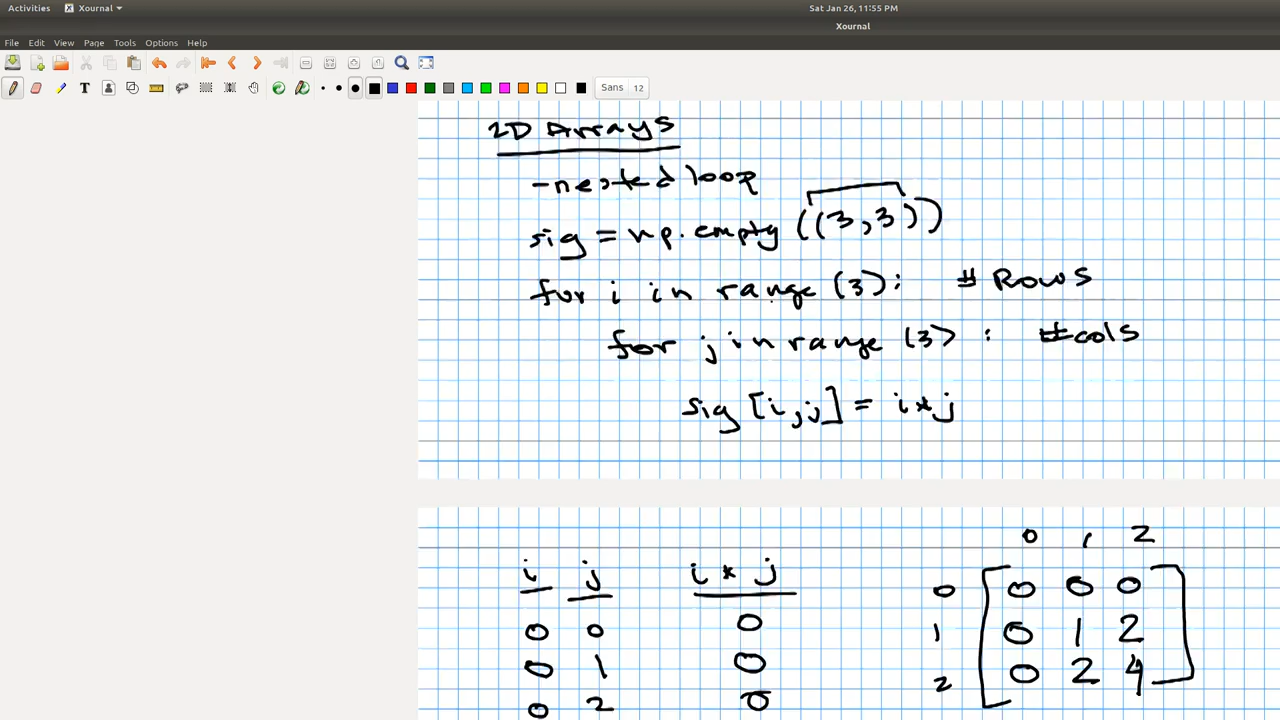 Activities Xournal Sat Jan 26, 11:55 PM
Xournal
File Edit View Page Tools Options Help
T Sans 12
2D Arrays
-nested loop
sig = np.empty ((3,3))
for i in range (3): # Rows
for j in range (3) : #cols
sig [i,j] = i*j
0 1 2
i j i * j
0 0 0 0
0 0 0
1 0 1 2
0 1 0
2 0 2 4
0 2 0